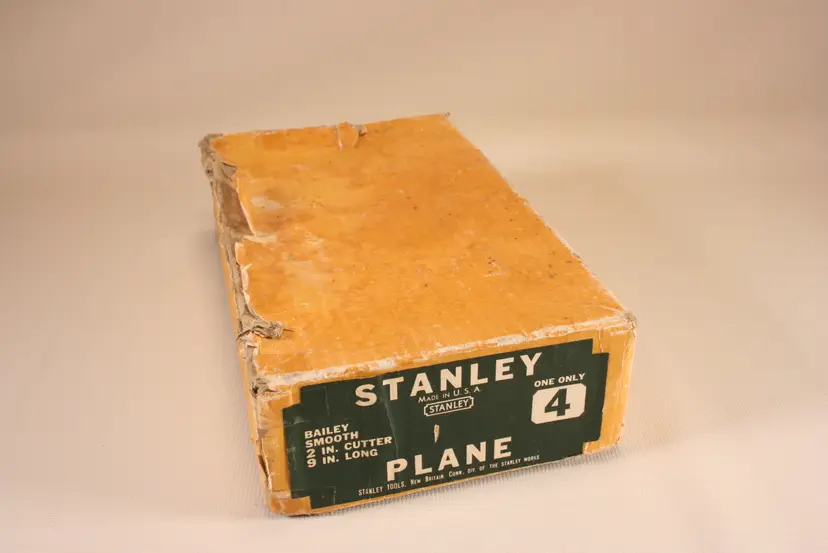 STANLEY
MADE IN U.S.A.
STANLEY
ONE ONLY
4
BAILEY
SMOOTH
2 IN. CUTTER
9 IN. LONG
PLANE
STANLEY TOOLS, NEW BRITAIN, CONN. DIV. OF THE STANLEY WORKS